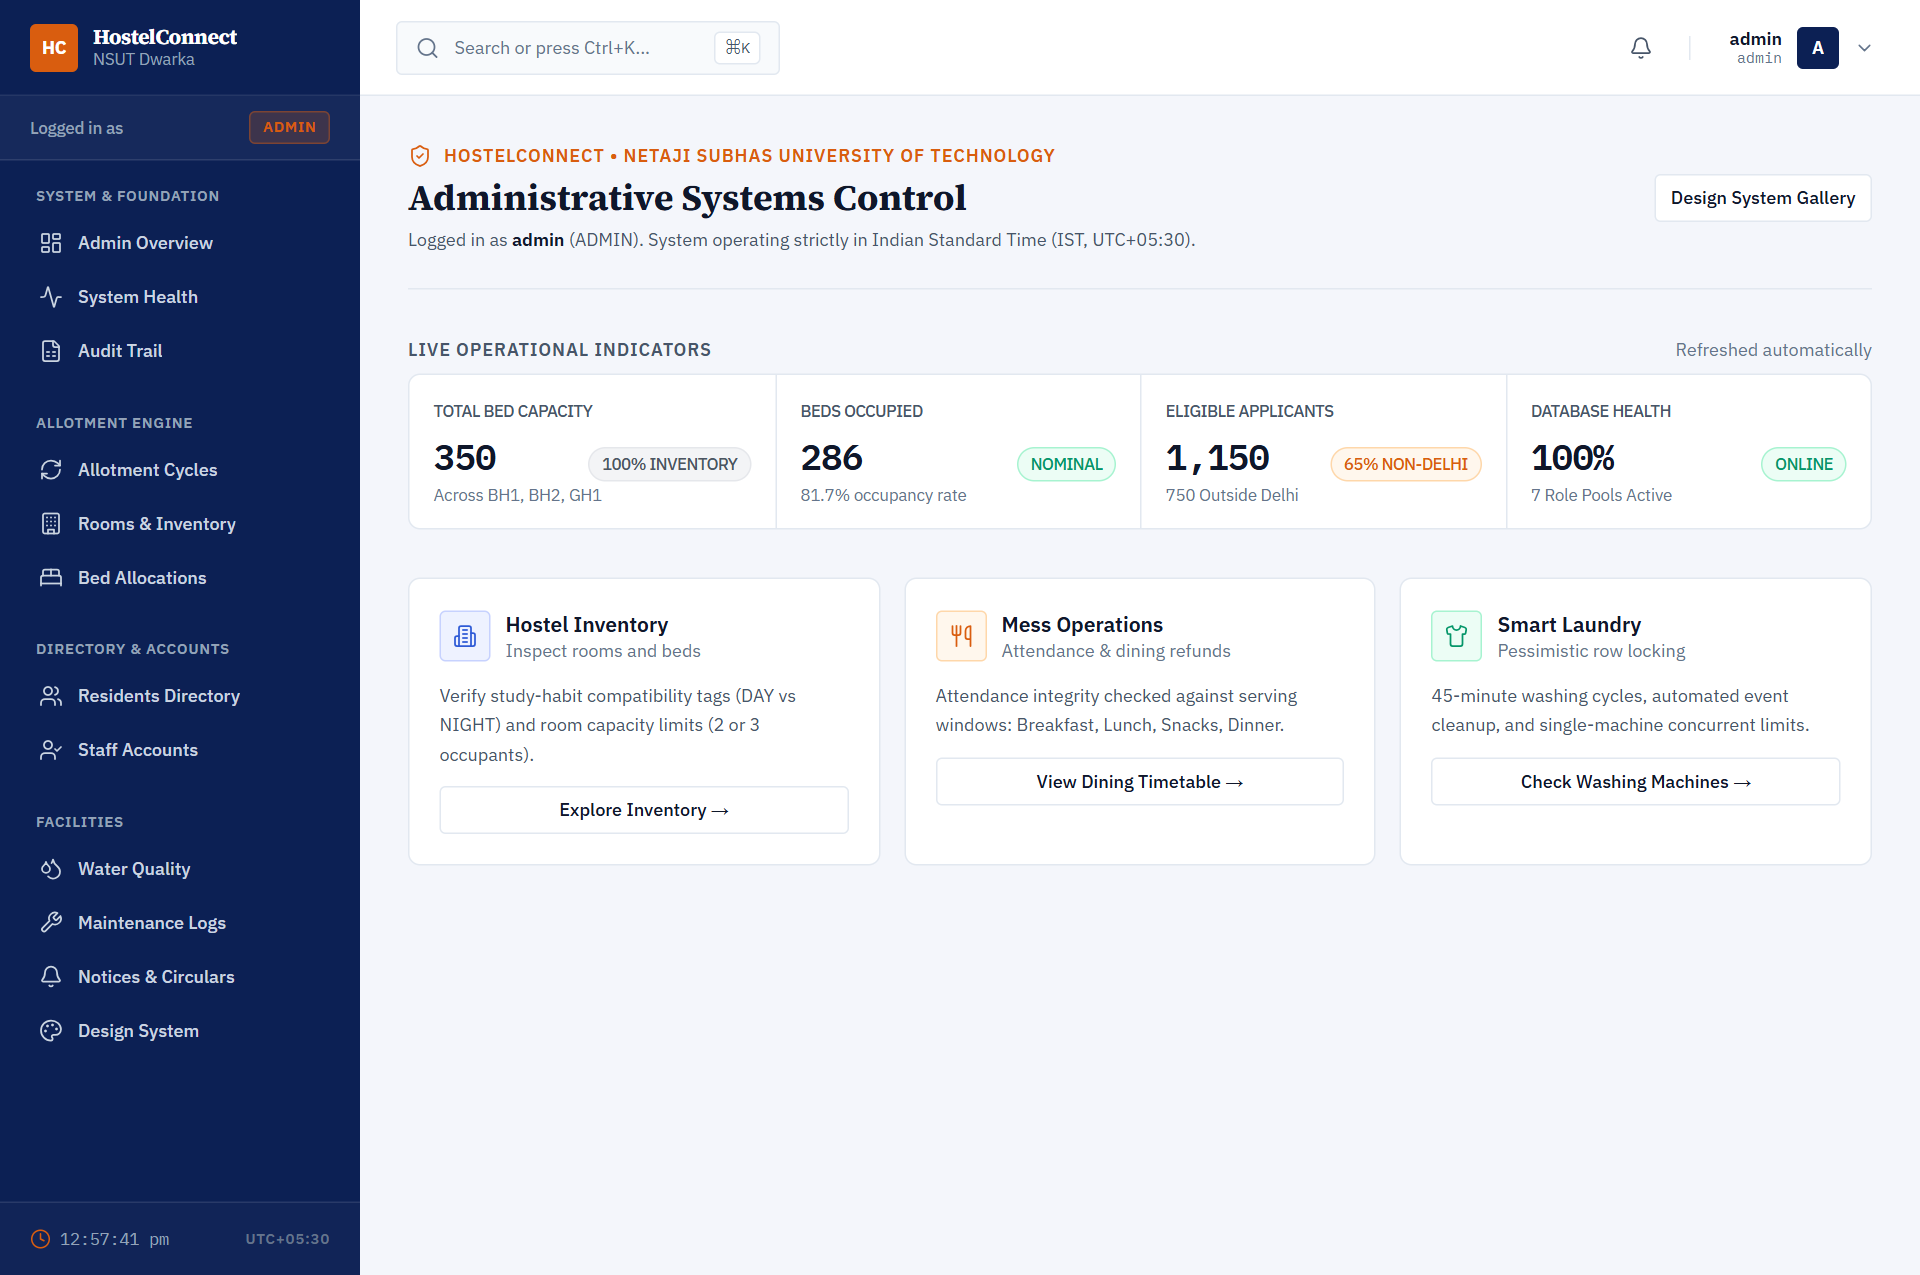 HC
HostelConnect
NSUT Dwarka
Logged in as
ADMIN
SYSTEM & FOUNDATION
Admin Overview
System Health
Audit Trail
ALLOTMENT ENGINE
Allotment Cycles
Rooms & Inventory
Bed Allocations
DIRECTORY & ACCOUNTS
Residents Directory
Staff Accounts
FACILITIES
Water Quality
Maintenance Logs
Notices & Circulars
Design System
12:57:41 pm
UTC+05:30
Search or press Ctrl+K...
⌘K
admin
admin
A
HOSTELCONNECT • NETAJI SUBHAS UNIVERSITY OF TECHNOLOGY
Administrative Systems Control
Logged in as admin (ADMIN). System operating strictly in Indian Standard Time (IST, UTC+05:30).
Design System Gallery
LIVE OPERATIONAL INDICATORS
Refreshed automatically
TOTAL BED CAPACITY
350
100% INVENTORY
Across BH1, BH2, GH1
BEDS OCCUPIED
286
NOMINAL
81.7% occupancy rate
ELIGIBLE APPLICANTS
1,150
65% NON-DELHI
750 Outside Delhi
DATABASE HEALTH
100%
ONLINE
7 Role Pools Active
Hostel Inventory
Inspect rooms and beds
Verify study-habit compatibility tags (DAY vs
NIGHT) and room capacity limits (2 or 3
occupants).
Explore Inventory →
Mess Operations
Attendance & dining refunds
Attendance integrity checked against serving
windows: Breakfast, Lunch, Snacks, Dinner.
View Dining Timetable →
Smart Laundry
Pessimistic row locking
45-minute washing cycles, automated event
cleanup, and single-machine concurrent limits.
Check Washing Machines →